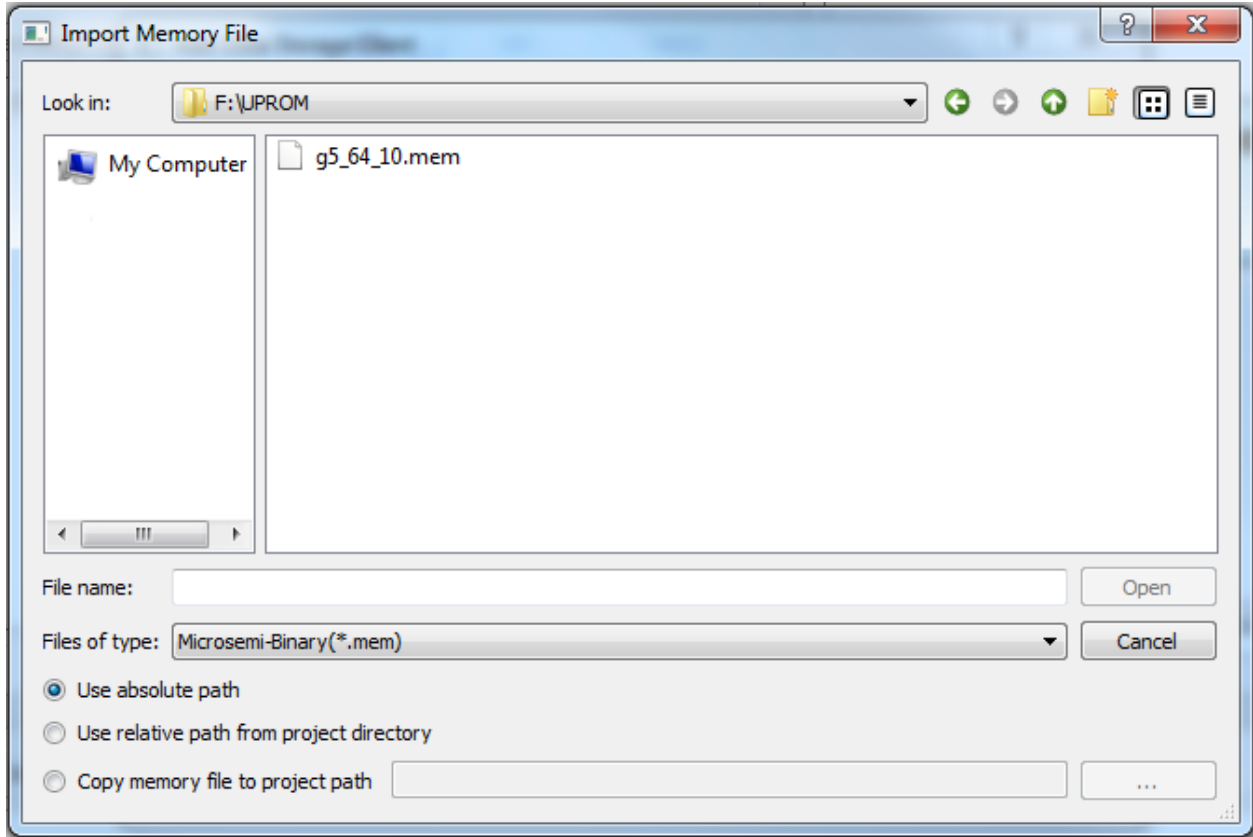 Import Memory File
Look in: F:\UPROM
My Computer
g5_64_10.mem
File name: Open
Files of type: Microsemi-Binary(*.mem) Cancel
Use absolute path
Use relative path from project directory
Copy memory file to project path ...